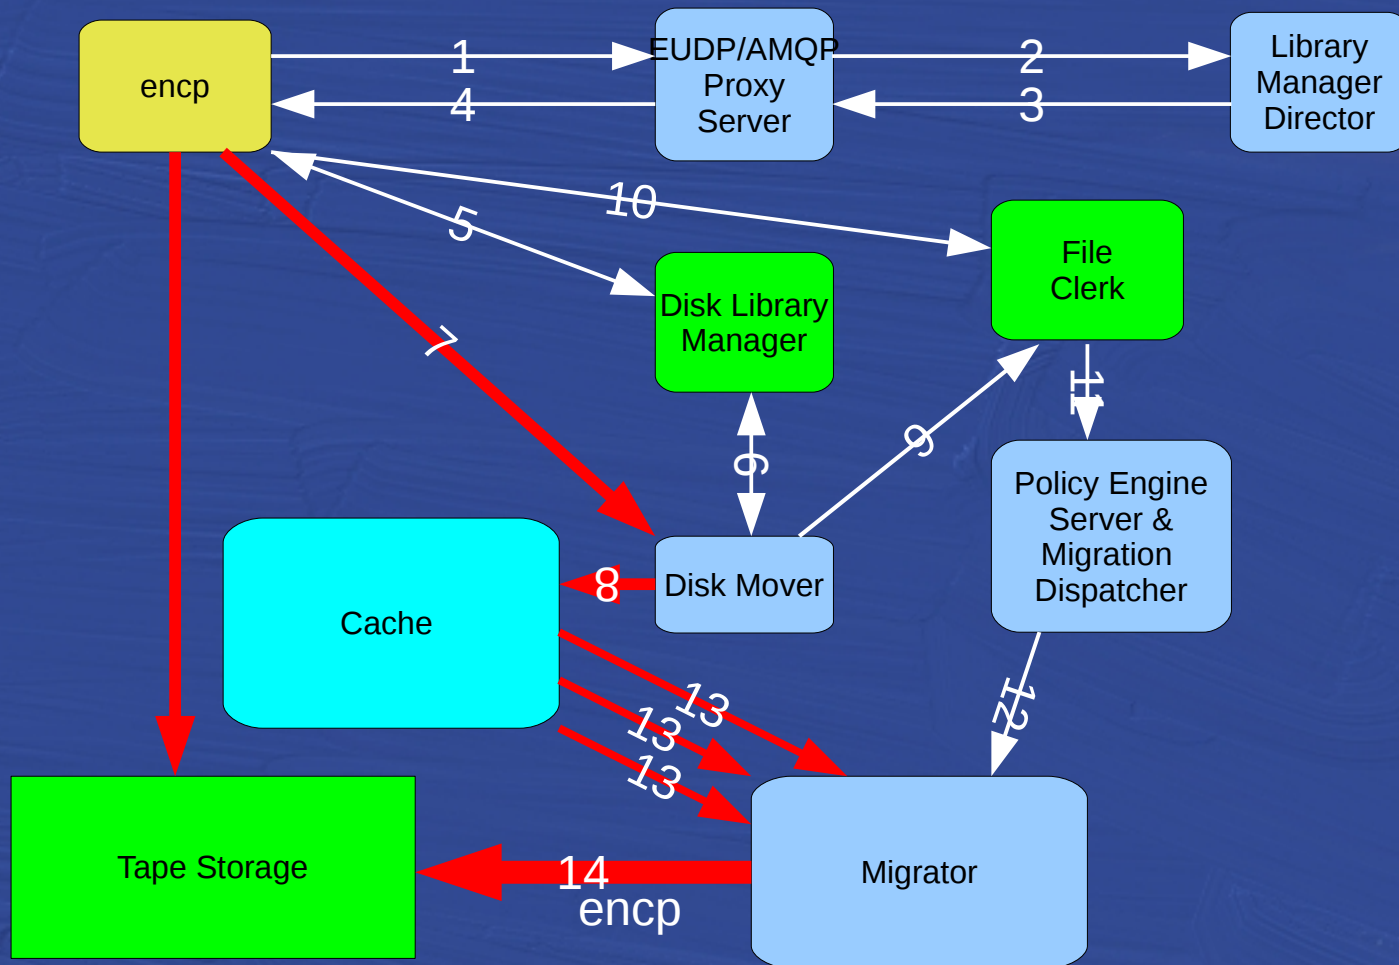 encp
1
EUDP/AMQP
Proxy
Server
2
Library
Manager
Director
4
3
10
5
File
Clerk
Disk Library
Manager
7
11
6
9
Policy Engine
Server &
Migration
Dispatcher
Cache
8
Disk Mover
13
13
13
12
Tape Storage
14
encp
Migrator